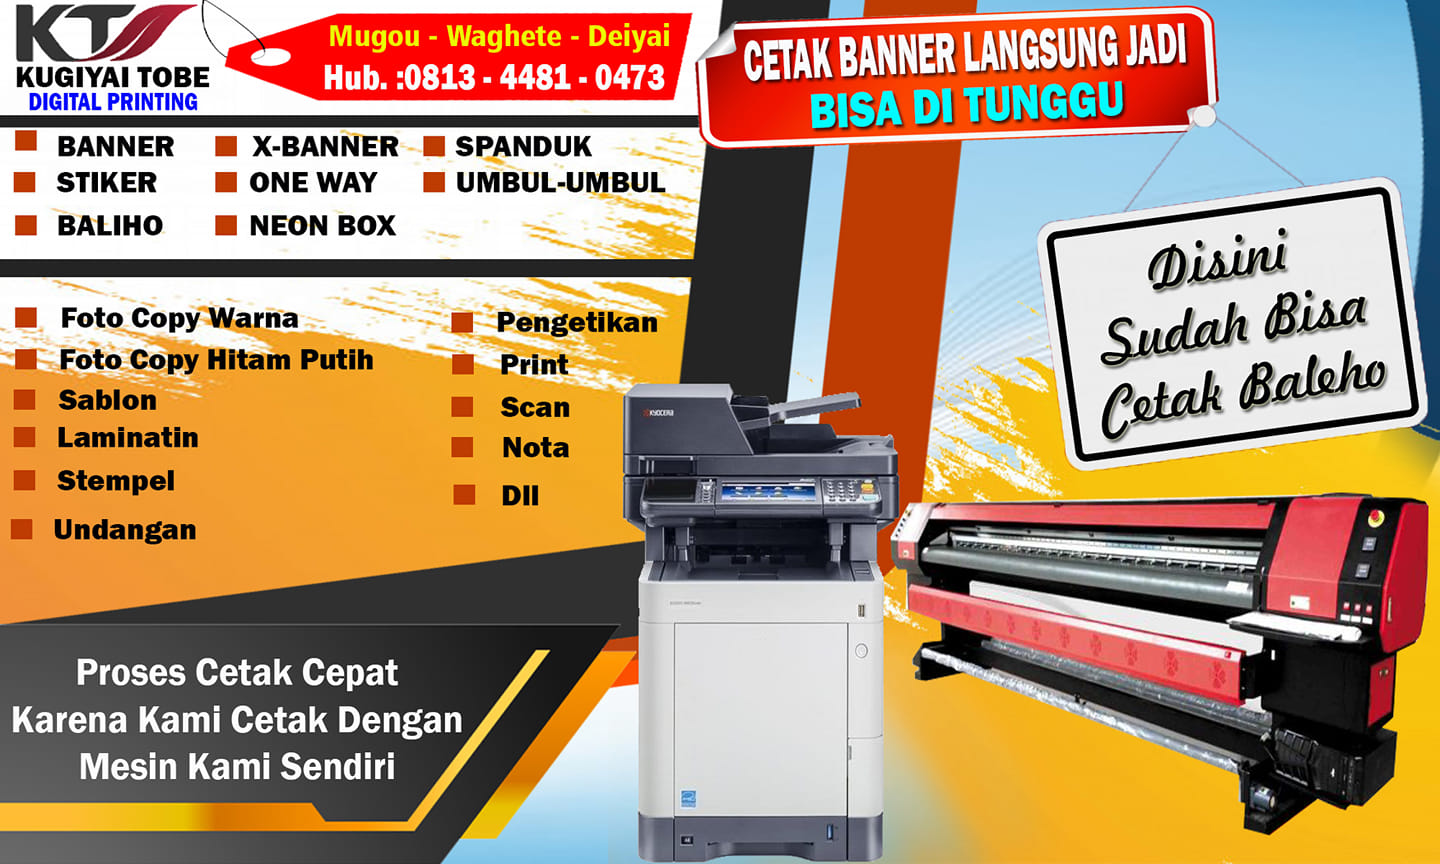 KTS
KUGIYAI TOBE
DIGITAL PRINTING
Mugou - Waghete - Deiyai
Hub. :0813 - 4481 - 0473
CETAK BANNER LANGSUNG JADI
BISA DI TUNGGU
BANNER
X-BANNER
SPANDUK
STIKER
ONE WAY
UMBUL-UMBUL
BALIHO
NEON BOX
Disini
Sudah Bisa
Cetak Baleho
Foto Copy Warna
Foto Copy Hitam Putih
Sablon
Laminatin
Stempel
Undangan
Pengetikan
Print
Scan
Nota
Dll
KYOCERA
Proses Cetak Cepat
Karena Kami Cetak Dengan
Mesin Kami Sendiri